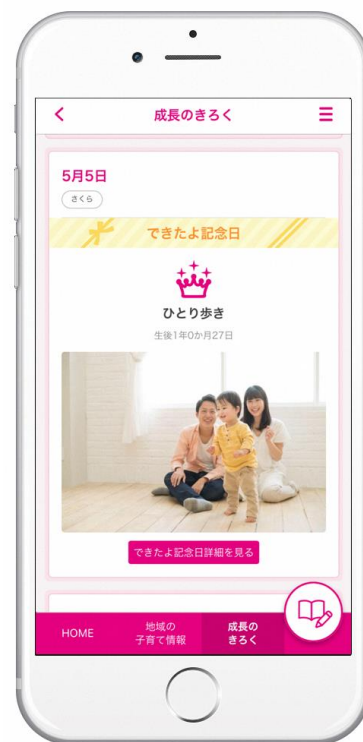 成長のきろく
5月5日
さくら
できたよ記念日
ひとり歩き
生後1年0か月27日
できたよ記念日詳細を見る
HOME
地域の
子育て情報
成長の
きろく